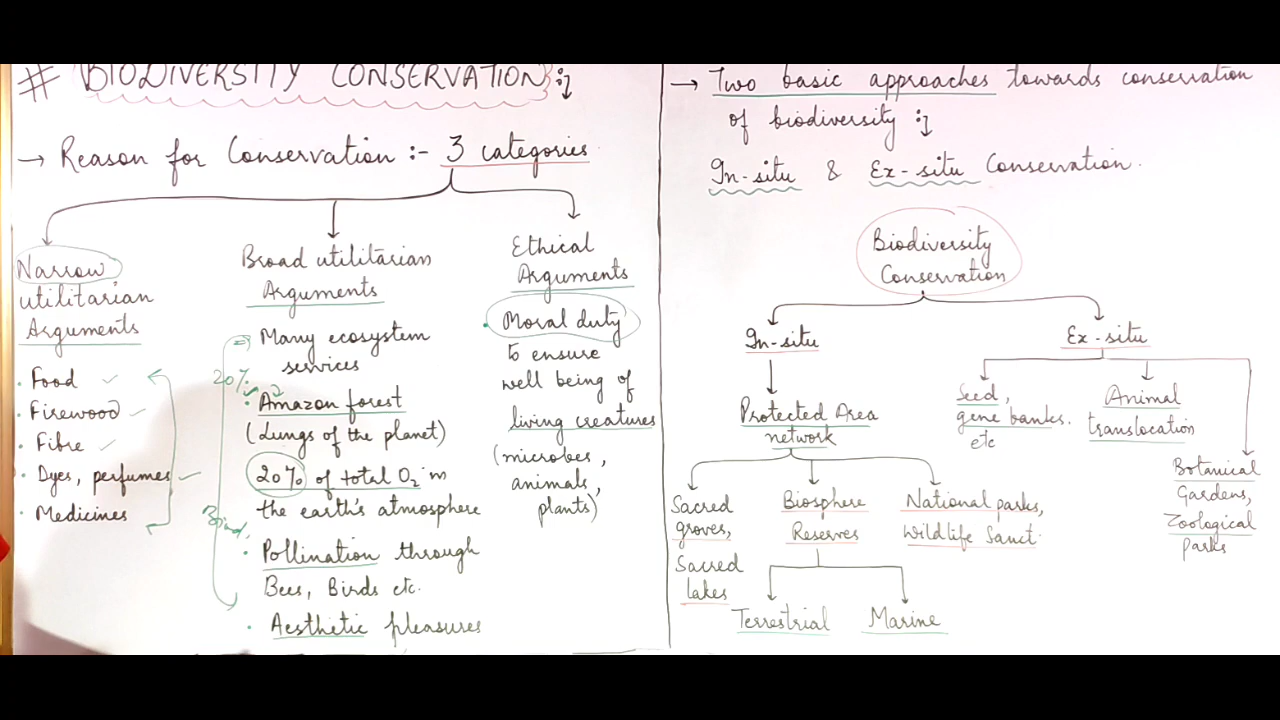 # BIODIVERSITY CONSERVATION :]
→ Reason for Conservation :- 3 categories
Narrow
utilitarian
Arguments
· Food
· Firewood
· Fibre
· Dyes, perfumes
· Medicines
Broad utilitarian
Arguments
Many ecosystem
services
20%
· Amazon forest
(Lungs of the planet)
20% of total O₂ in
the earth's atmosphere
· Pollination through
Bees, Birds etc.
· Aesthetic pleasures
Ethical
Arguments
· Moral duty
to ensure
well being of
living creatures
(microbes,
animals,
plants)
→ Two basic approaches towards conservation
of biodiversity :]
In-situ & Ex-situ Conservation.
Biodiversity
Conservation
In-situ
Protected Area
network
Sacred
groves,
Sacred
lakes
Biosphere
Reserves
Terrestrial
Marine
National parks,
Wildlife Sanct.
Ex-situ
Seed,
gene bankes.
etc
Animal
translocation
Botanical
Gardens,
Zoological
parks